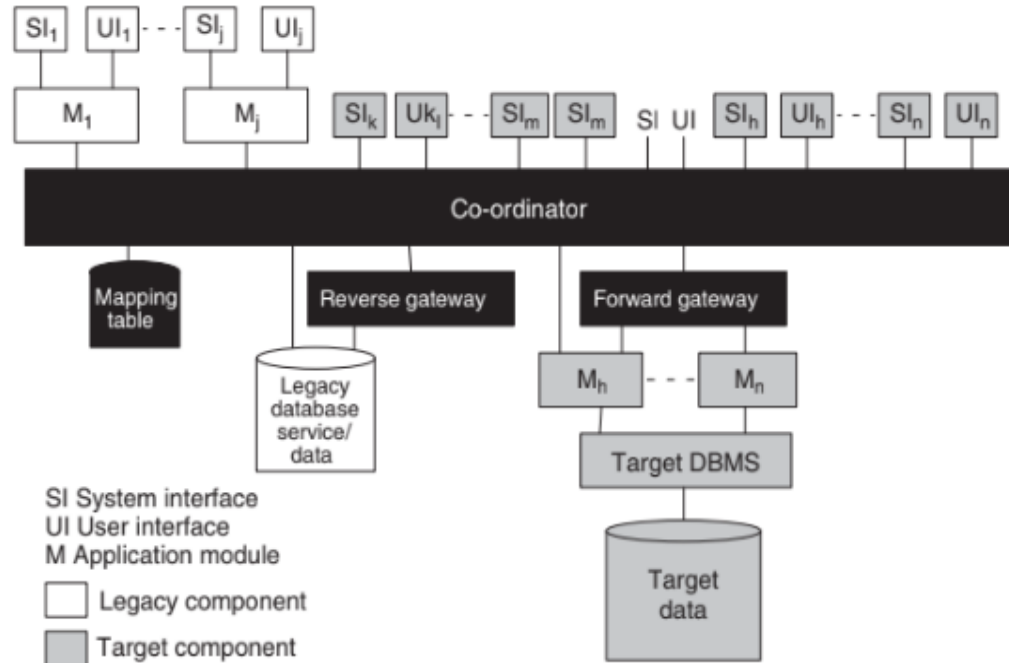 SI₁ UI₁ SIⱼ UIⱼ
M₁ Mⱼ
SIₖ Ukₗ SIₘ SIₘ SI UI SIₕ UIₕ SIₙ UIₙ
Co-ordinator
Mapping
table
Reverse gateway
Forward gateway
Legacy
database
service/
data
Mₕ Mₙ
Target DBMS
Target
data
SI System interface
UI User interface
M Application module
Legacy component
Target component